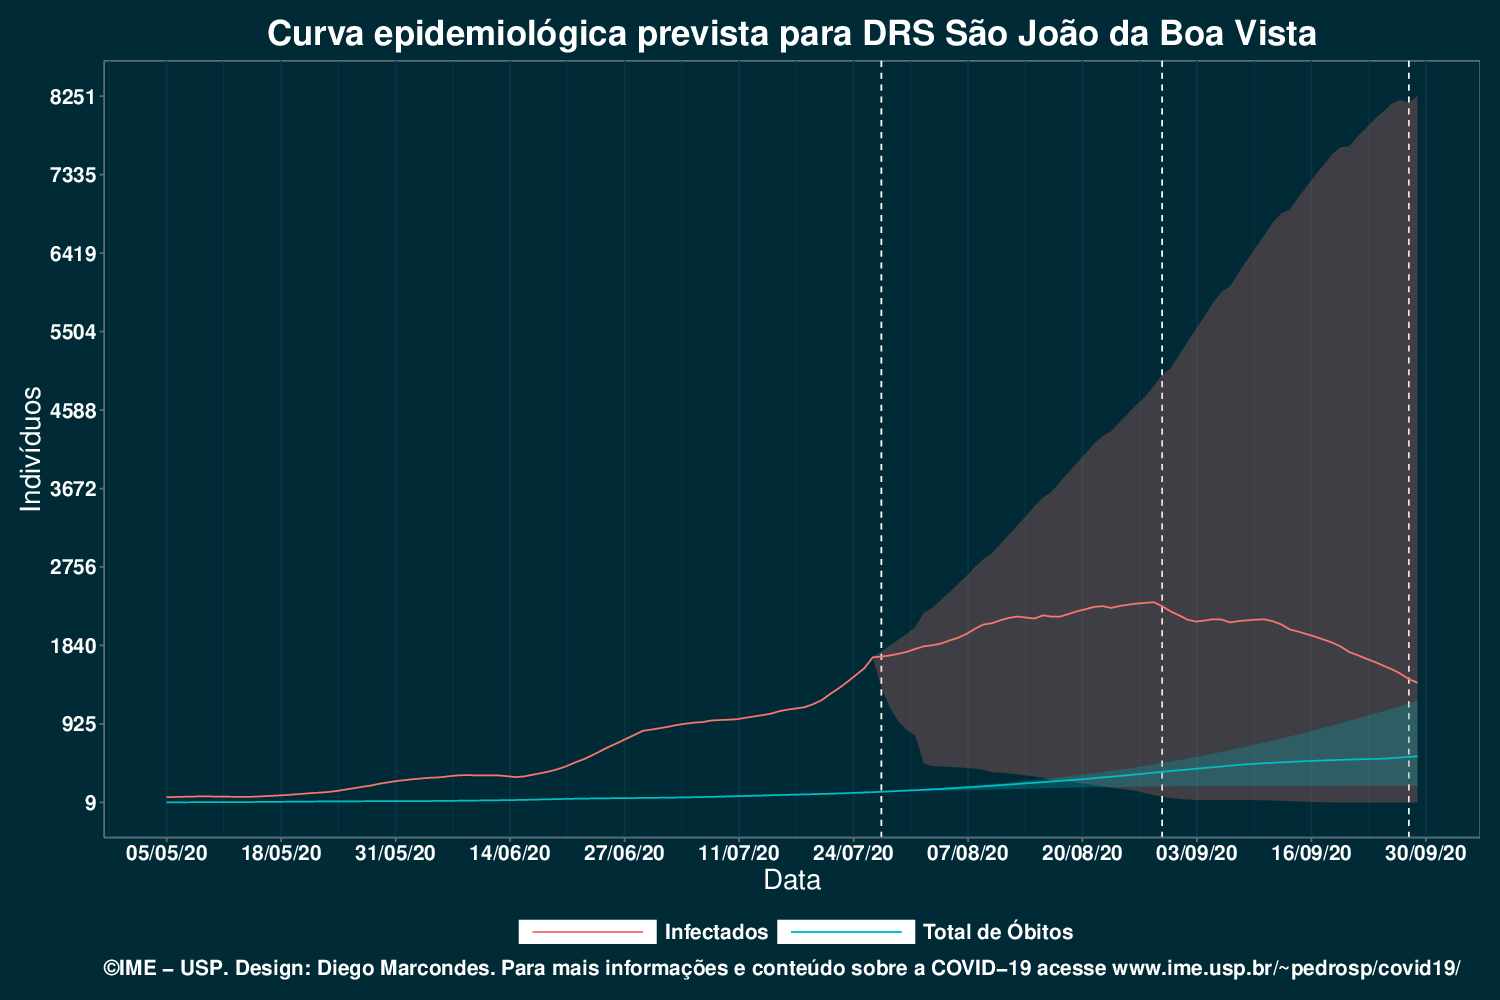 Curva epidemiológica prevista para DRS São João da Boa Vista
8251
7335
6419
5504
4588
3672
2756
1840
925
9
Indivíduos
05/05/20 18/05/20 31/05/20 14/06/20 27/06/20 11/07/20 24/07/20 07/08/20 20/08/20 03/09/20 16/09/20 30/09/20
Data
Infectados Total de Óbitos
©IME − USP. Design: Diego Marcondes. Para mais informações e conteúdo sobre a COVID−19 acesse www.ime.usp.br/~pedrosp/covid19/